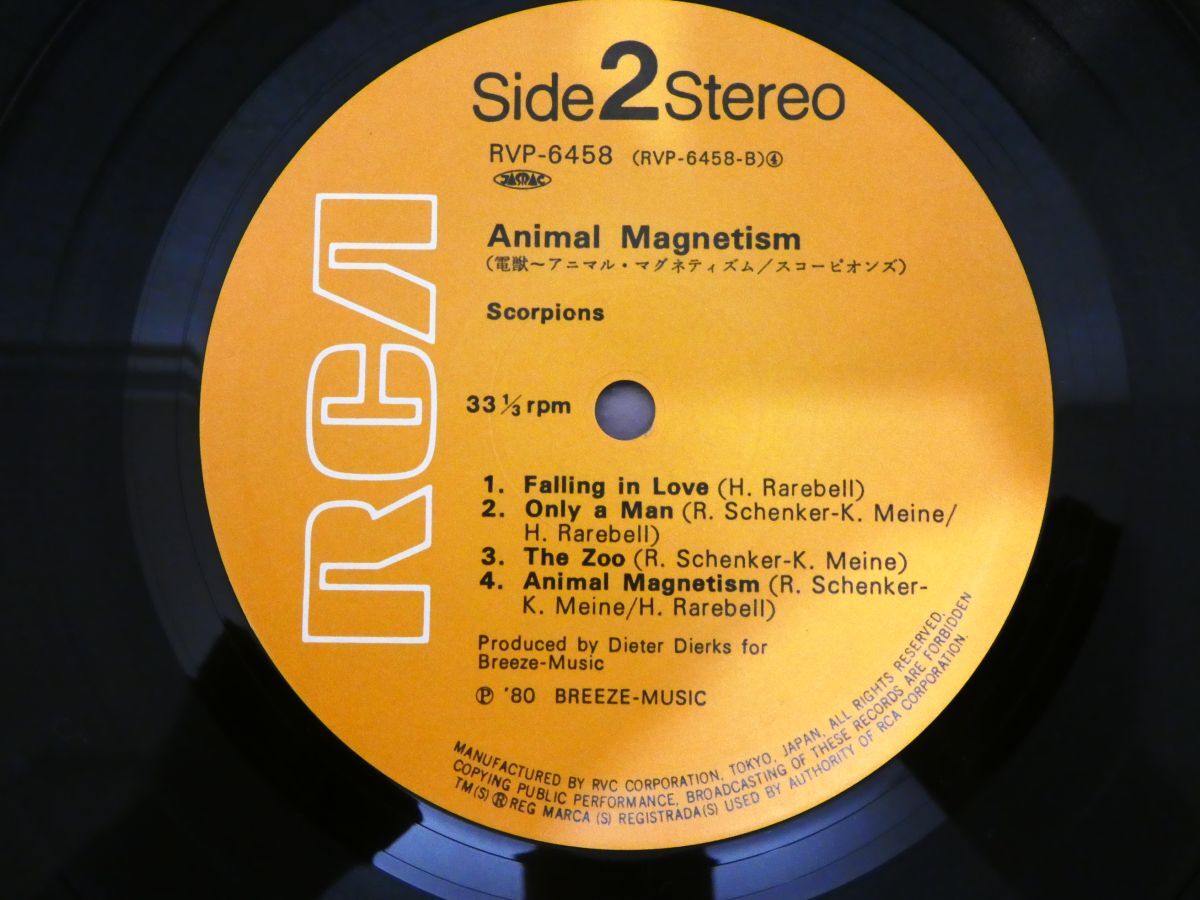 Side 2 Stereo
RVP-6458 (RVP-6458-B)④
JASRAC
RCA
Animal Magnetism
(電獣〜アニマル・マグネティズム/スコーピオンズ)
Scorpions
33 ⅓ rpm
1. Falling in Love (H. Rarebell)
2. Only a Man (R. Schenker-K. Meine/
H. Rarebell)
3. The Zoo (R. Schenker-K. Meine)
4. Animal Magnetism (R. Schenker-
K. Meine/H. Rarebell)
Produced by Dieter Dierks for
Breeze-Music
℗ '80 BREEZE-MUSIC
MANUFACTURED BY RVC CORPORATION, TOKYO, JAPAN, ALL RIGHTS RESERVED,
COPYING PUBLIC PERFORMANCE, BROADCASTING OF THESE RECORDS ARE FORBIDDEN
TM(S) ® REG MARCA (S) REGISTRADA(S) USED BY AUTHORITY OF RCA CORPORATION.